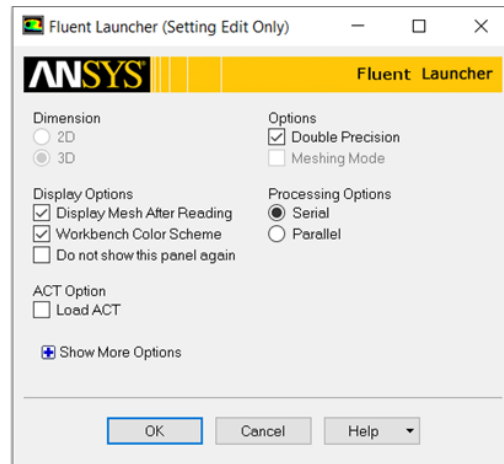 Fluent Launcher (Setting Edit Only)
ANSYS
Fluent Launcher
Dimension
2D
3D
Options
Double Precision
Meshing Mode
Display Options
Display Mesh After Reading
Workbench Color Scheme
Do not show this panel again
Processing Options
Serial
Parallel
ACT Option
Load ACT
Show More Options
OK
Cancel
Help